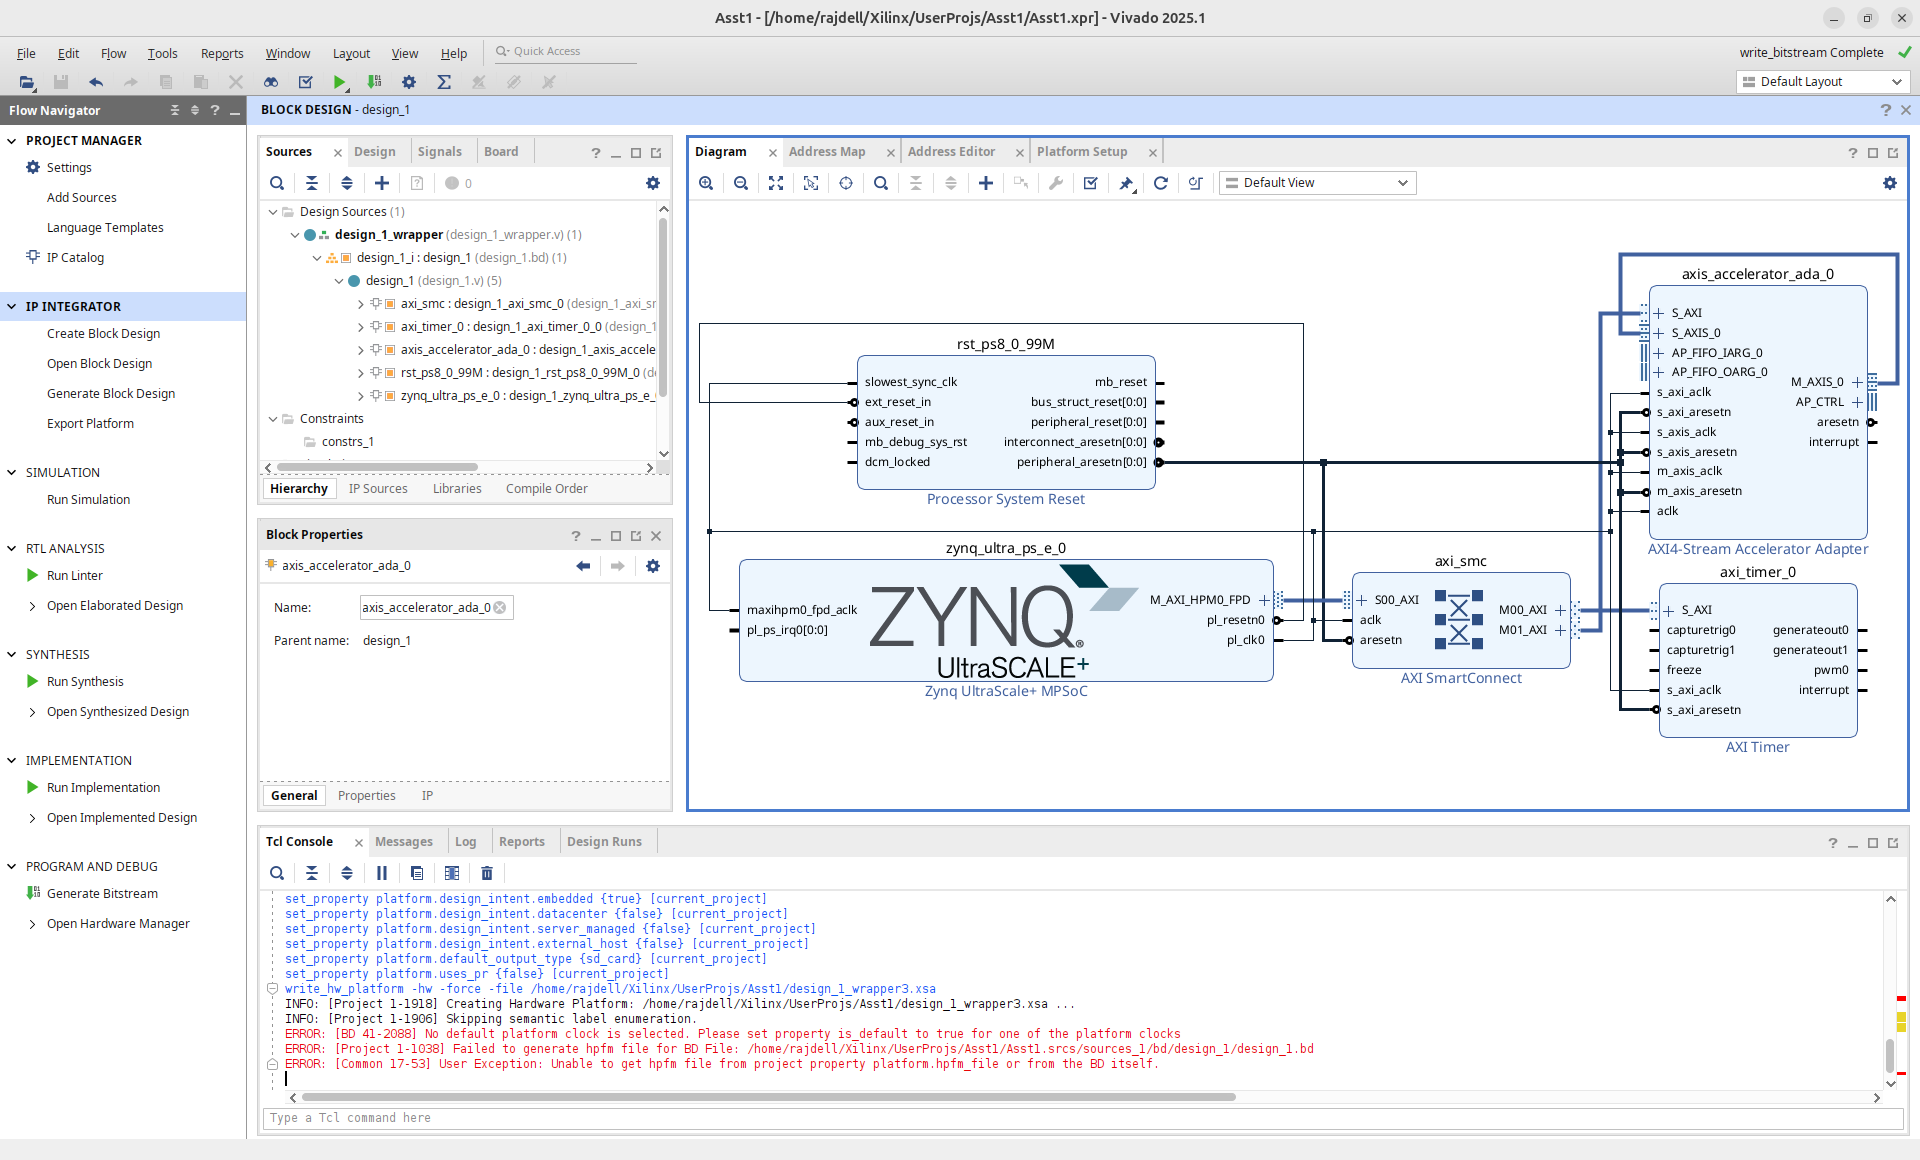 Asst1 - [/home/rajdell/Xilinx/UserProjs/Asst1/Asst1.xpr] - Vivado 2025.1
File Edit Flow Tools Reports Window Layout View Help Quick Access
write_bitstream Complete
Default Layout
Flow Navigator
PROJECT MANAGER
Settings
Add Sources
Language Templates
IP Catalog
IP INTEGRATOR
Create Block Design
Open Block Design
Generate Block Design
Export Platform
SIMULATION
Run Simulation
RTL ANALYSIS
Run Linter
Open Elaborated Design
SYNTHESIS
Run Synthesis
Open Synthesized Design
IMPLEMENTATION
Run Implementation
Open Implemented Design
PROGRAM AND DEBUG
Generate Bitstream
Open Hardware Manager
BLOCK DESIGN - design_1
Sources Design Signals Board
0
Design Sources (1)
design_1_wrapper (design_1_wrapper.v) (1)
design_1_i : design_1 (design_1.bd) (1)
design_1 (design_1.v) (5)
axi_smc : design_1_axi_smc_0 (design_1_axi_sr
axi_timer_0 : design_1_axi_timer_0_0 (design_1
axis_accelerator_ada_0 : design_1_axis_accele
rst_ps8_0_99M : design_1_rst_ps8_0_99M_0 (de
zynq_ultra_ps_e_0 : design_1_zynq_ultra_ps_e_
Constraints
constrs_1
Hierarchy IP Sources Libraries Compile Order
Block Properties
axis_accelerator_ada_0
Name: axis_accelerator_ada_0
Parent name: design_1
General Properties IP
Diagram Address Map Address Editor Platform Setup
Default View
rst_ps8_0_99M
slowest_sync_clk mb_reset
ext_reset_in bus_struct_reset[0:0]
aux_reset_in peripheral_reset[0:0]
mb_debug_sys_rst interconnect_aresetn[0:0]
dcm_locked peripheral_aresetn[0:0]
Processor System Reset
zynq_ultra_ps_e_0
maxihpm0_fpd_aclk M_AXI_HPM0_FPD
pl_ps_irq0[0:0] pl_resetn0
pl_clk0
ZYNQ®
UltraSCALE+
Zynq UltraScale+ MPSoC
axi_smc
S00_AXI M00_AXI
aclk M01_AXI
aresetn
AXI SmartConnect
axis_accelerator_ada_0
S_AXI
S_AXIS_0
AP_FIFO_IARG_0
AP_FIFO_OARG_0
s_axi_aclk M_AXIS_0
s_axi_aresetn AP_CTRL
s_axis_aclk aresetn
s_axis_aresetn interrupt
m_axis_aclk
m_axis_aresetn
aclk
AXI4-Stream Accelerator Adapter
axi_timer_0
S_AXI
capturetrig0 generateout0
capturetrig1 generateout1
freeze pwm0
s_axi_aclk interrupt
s_axi_aresetn
AXI Timer
Tcl Console Messages Log Reports Design Runs
set_property platform.design_intent.embedded {true} [current_project]
set_property platform.design_intent.datacenter {false} [current_project]
set_property platform.design_intent.server_managed {false} [current_project]
set_property platform.design_intent.external_host {false} [current_project]
set_property platform.default_output_type {sd_card} [current_project]
set_property platform.uses_pr {false} [current_project]
write_hw_platform -hw -force -file /home/rajdell/Xilinx/UserProjs/Asst1/design_1_wrapper3.xsa
INFO: [Project 1-1918] Creating Hardware Platform: /home/rajdell/Xilinx/UserProjs/Asst1/design_1_wrapper3.xsa ...
INFO: [Project 1-1906] Skipping semantic label enumeration.
ERROR: [BD 41-2088] No default platform clock is selected. Please set property is_default to true for one of the platform clocks
ERROR: [Project 1-1038] Failed to generate hpfm file for BD File: /home/rajdell/Xilinx/UserProjs/Asst1/Asst1.srcs/sources_1/bd/design_1/design_1.bd
ERROR: [Common 17-53] User Exception: Unable to get hpfm file from project property platform.hpfm_file or from the BD itself.
Type a Tcl command here